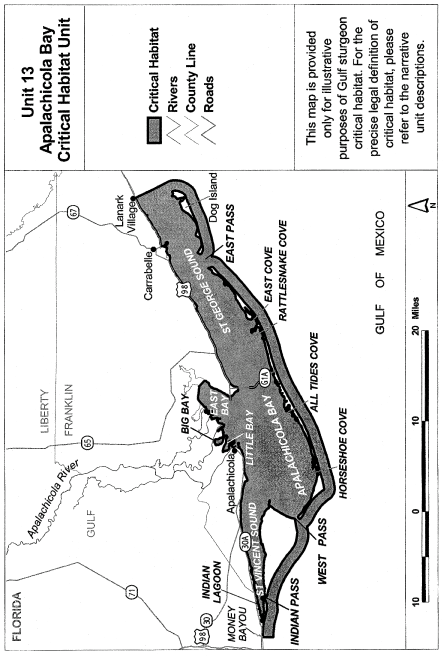 Unit 13
Apalachicola Bay
Critical Habitat Unit
Critical Habitat
Rivers
County Line
Roads
This map is provided
only for illustrative
purposes of Gulf sturgeon
critical habitat. For the
precise legal definition of
critical habitat, please
refer to the narrative
unit descriptions.
FLORIDA
71
Apalachicola River
GULF
LIBERTY
FRANKLIN
65
67
Lanark
Village
Carrabelle
98
Dog Island
EAST PASS
ST GEORGE SOUND
EAST COVE
RATTLESNAKE COVE
BIG BAY
EAST
BAY
Apalachicola
LITTLE BAY
G1A
ALL TIDES COVE
APALACHICOLA BAY
HORSESHOE COVE
30A
ST VINCENT SOUND
WEST PASS
INDIAN
LAGOON
INDIAN PASS
98
30
MONEY
BAYOU
GULF OF MEXICO
10
0
10
20
Miles
N